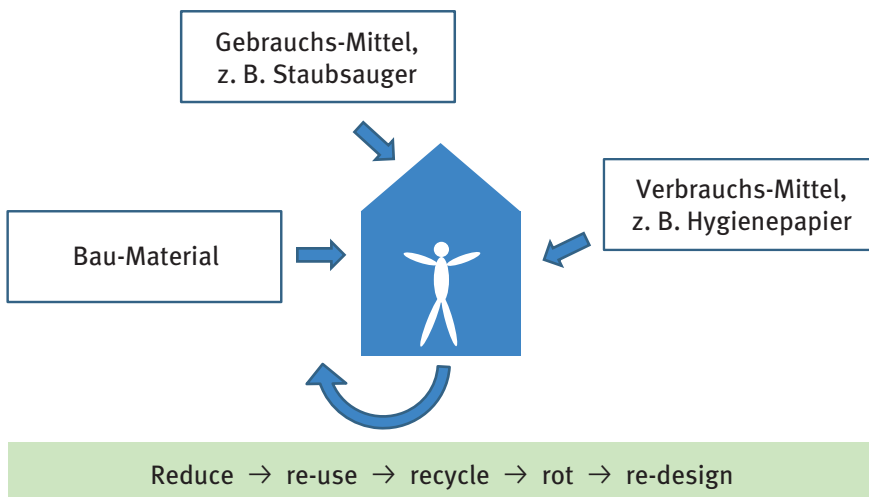 Gebrauchs-Mittel,
z. B. Staubsauger
Verbrauchs-Mittel,
z. B. Hygienepapier
Bau-Material
Reduce → re-use → recycle → rot → re-design